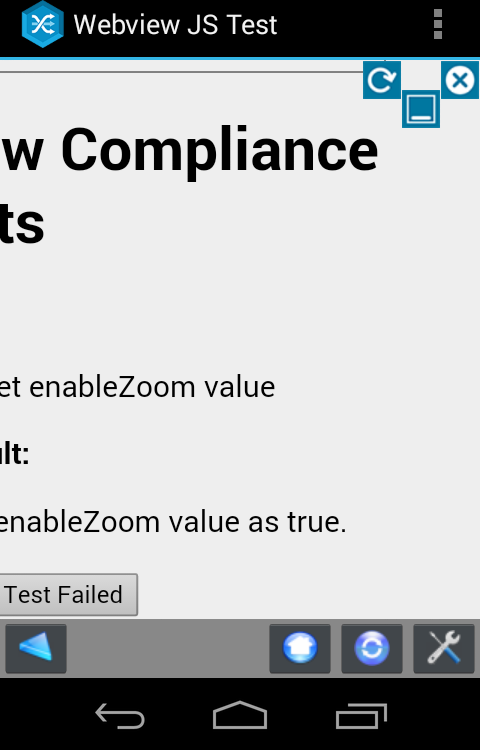 Webview JS Test
w Compliance
ts
et enableZoom value
ult:
enableZoom value as true.
Test Failed